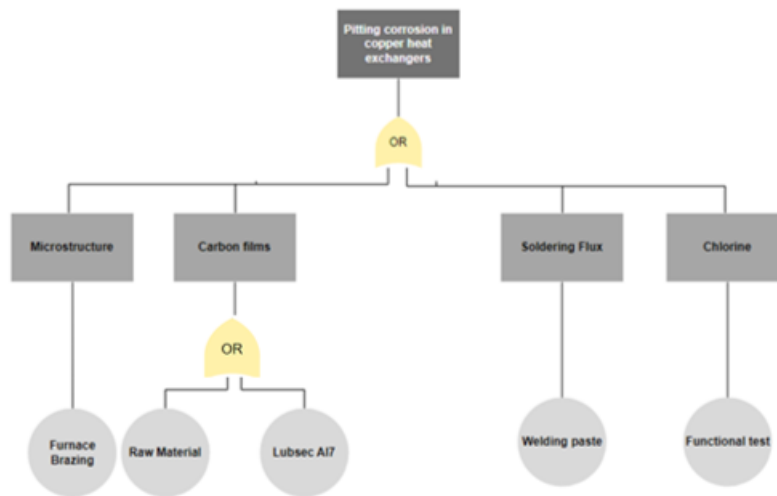 Pitting corrosion in
copper heat
exchangers
OR
Microstructure
Carbon films
Soldering Flux
Chlorine
OR
Furnace
Brazing
Raw Material
Lubsec Al7
Welding paste
Functional test